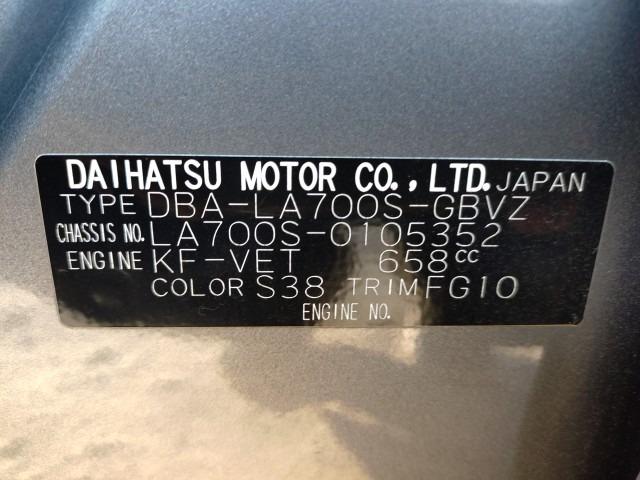 DAIHATSU MOTOR CO., LTD. JAPAN
TYPE DBA-LA700S-GBVZ
CHASSIS NO. LA700S-0105352
ENGINE KF-VET 658CC
COLOR S38 TRIM FG10
ENGINE NO.